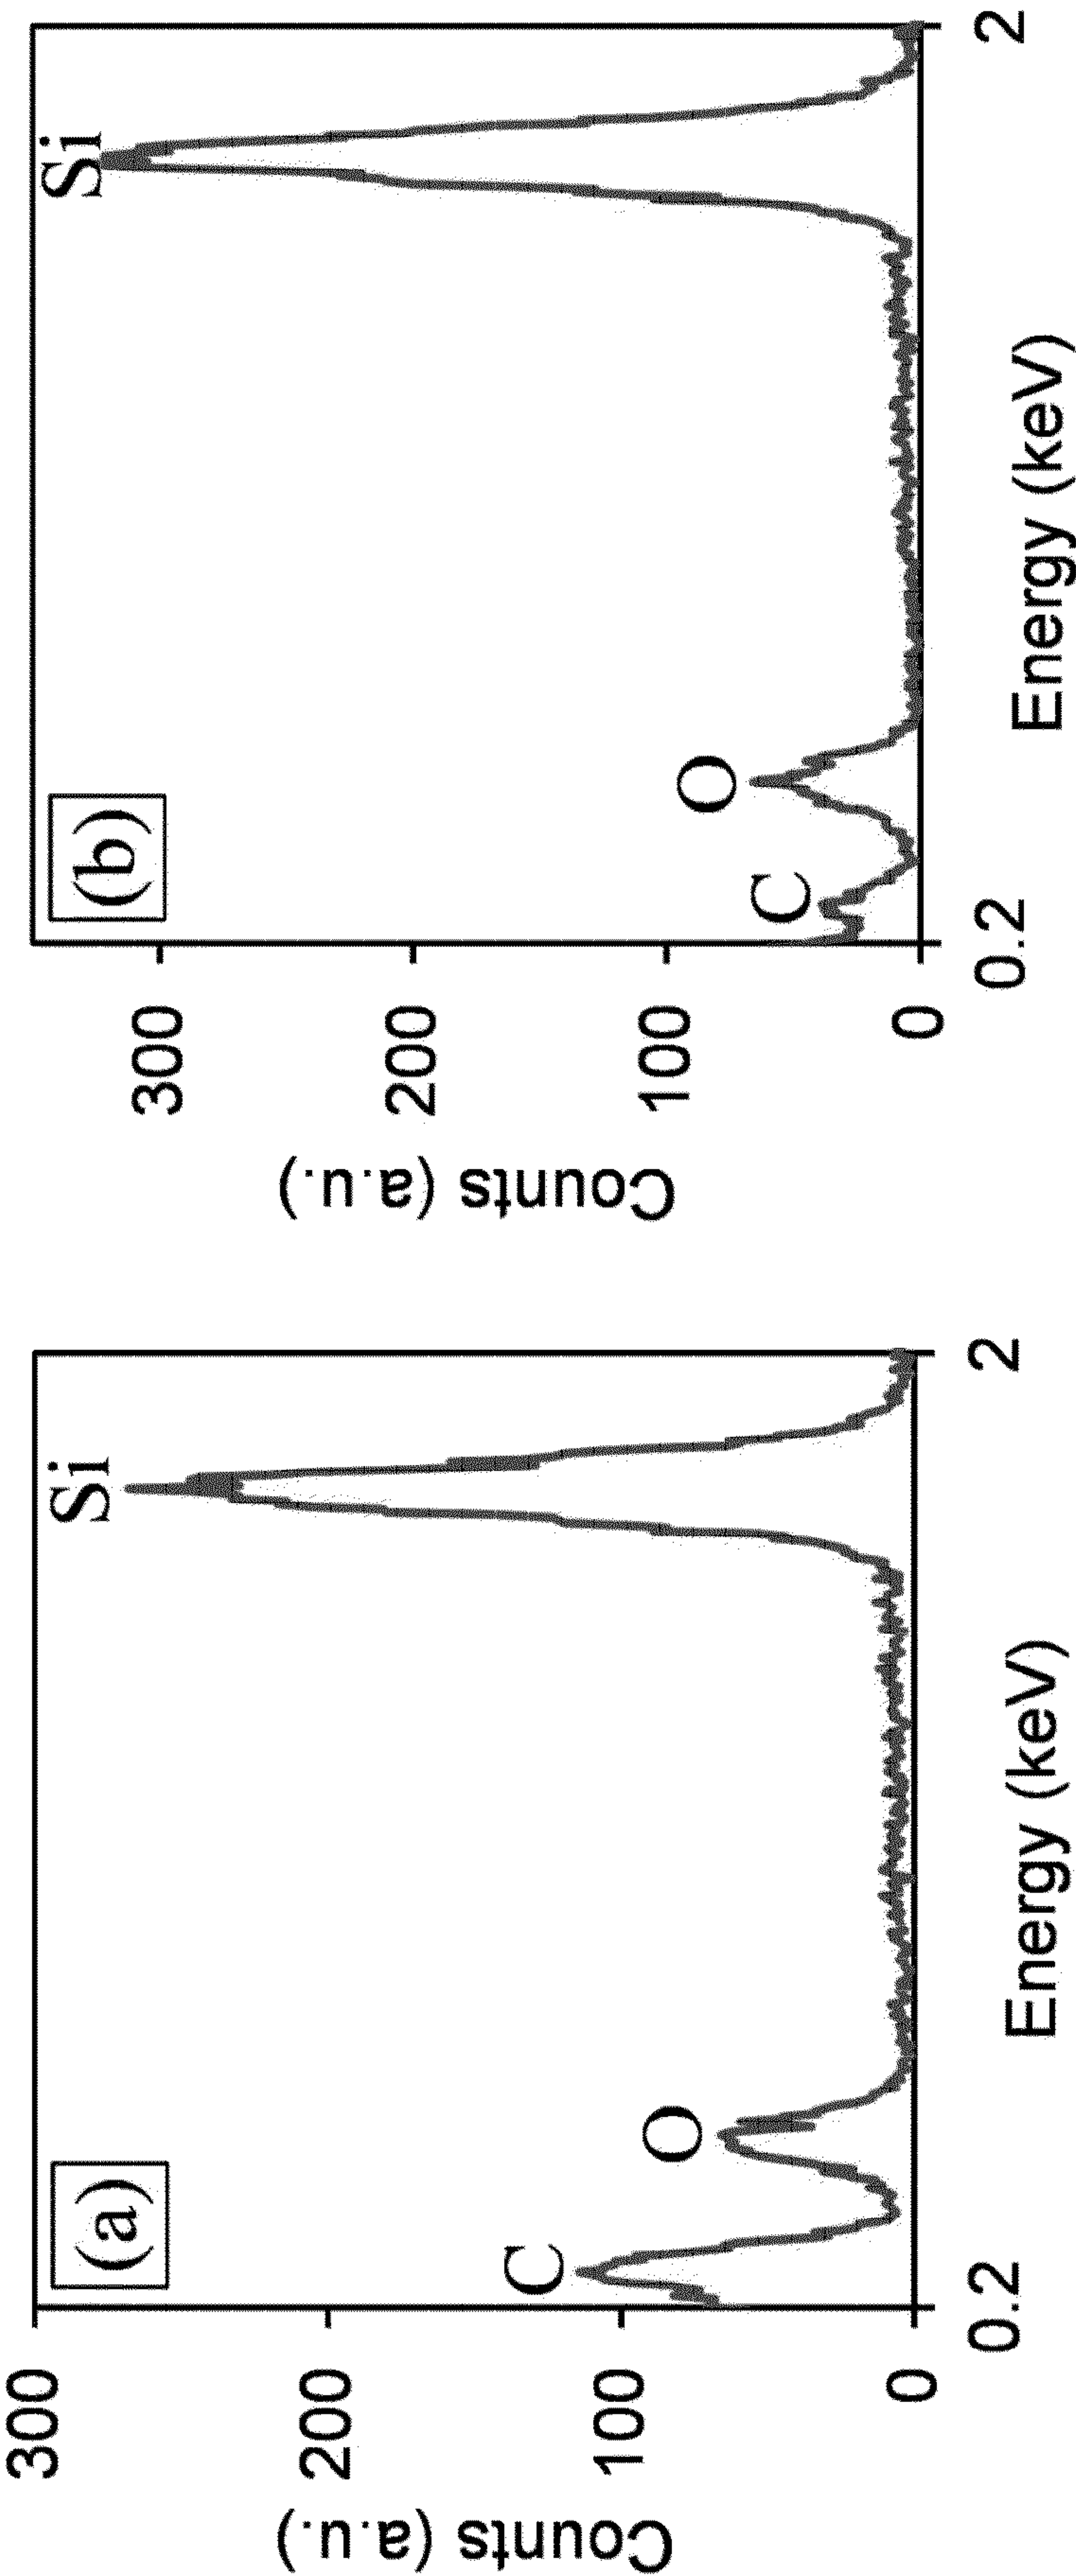 (a)
Counts (a.u.)
300
200
100
0
C
O
Si
0.2
2
Energy (keV)
(b)
Counts (a.u.)
300
200
100
0
C
O
Si
0.2
2
Energy (keV)